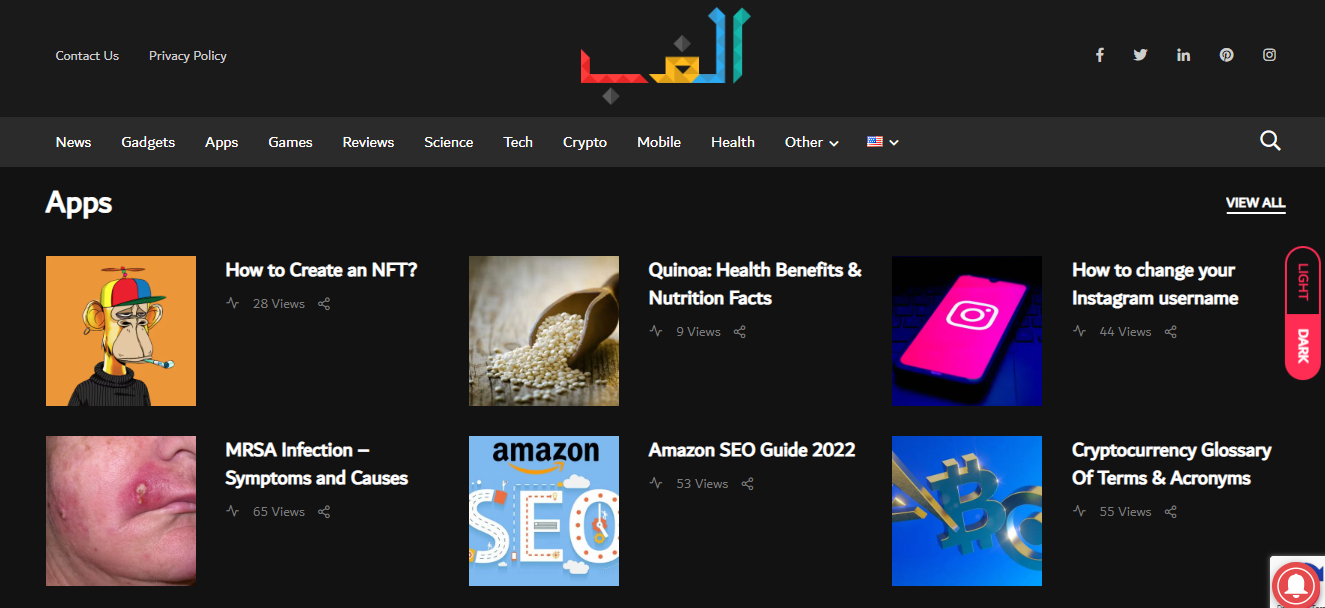 Contact Us
Privacy Policy
الف
News
Gadgets
Apps
Games
Reviews
Science
Tech
Crypto
Mobile
Health
Other
Apps
VIEW ALL
LIGHT
DARK
How to Create an NFT?
28 Views
Quinoa: Health Benefits &
Nutrition Facts
9 Views
How to change your
Instagram username
44 Views
MRSA Infection –
Symptoms and Causes
65 Views
amazon
SEO
Amazon SEO Guide 2022
53 Views
Cryptocurrency Glossary
Of Terms & Acronyms
55 Views